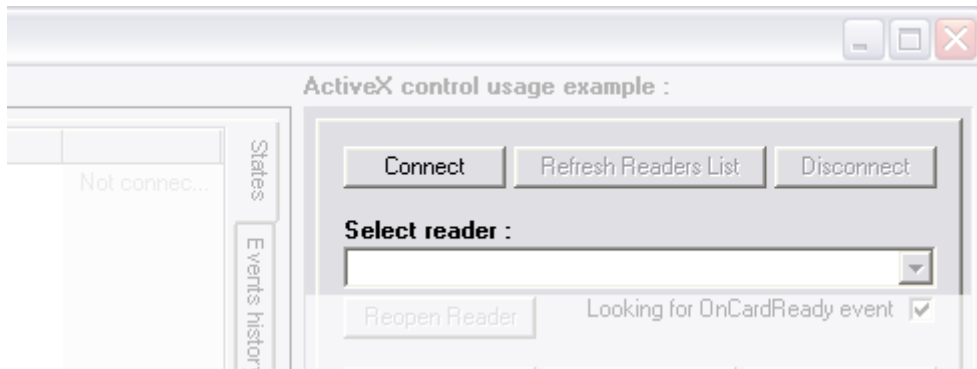 ActiveX control usage example :
States
Connect
Refresh Readers List
Disconnect
Not connec...
Select reader :
Events history
Reopen Reader
Looking for OnCardReady event